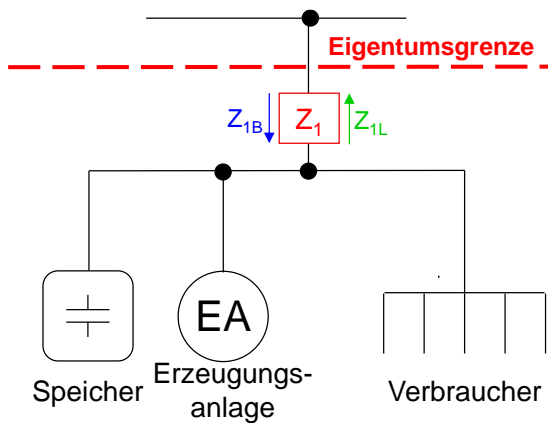 Eigentumsgrenze
Z1B Z1 Z1L
EA
Speicher
Erzeugungs-
anlage
Verbraucher